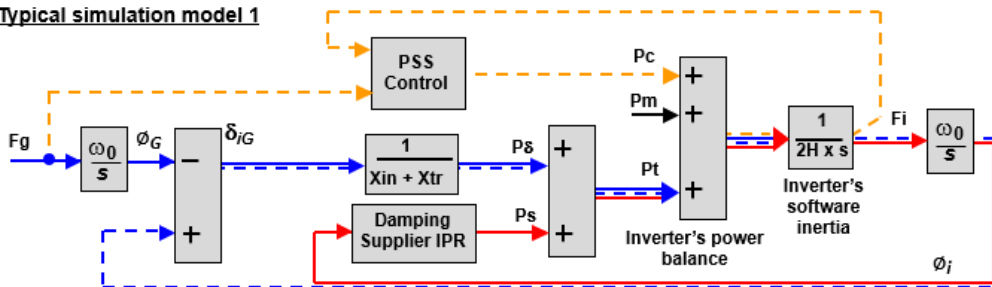 Typical simulation model 1
PSS
Control
Pc
+
Pm
+
Fg
ω0
s
ØG
δiG
−
+
1
Xin + Xtr
Pδ
+
Damping
Supplier IPR
Ps
+
Pt
+
Inverter's power
balance
1
2H x s
Inverter's
software
inertia
Fi
ω0
s
Øi